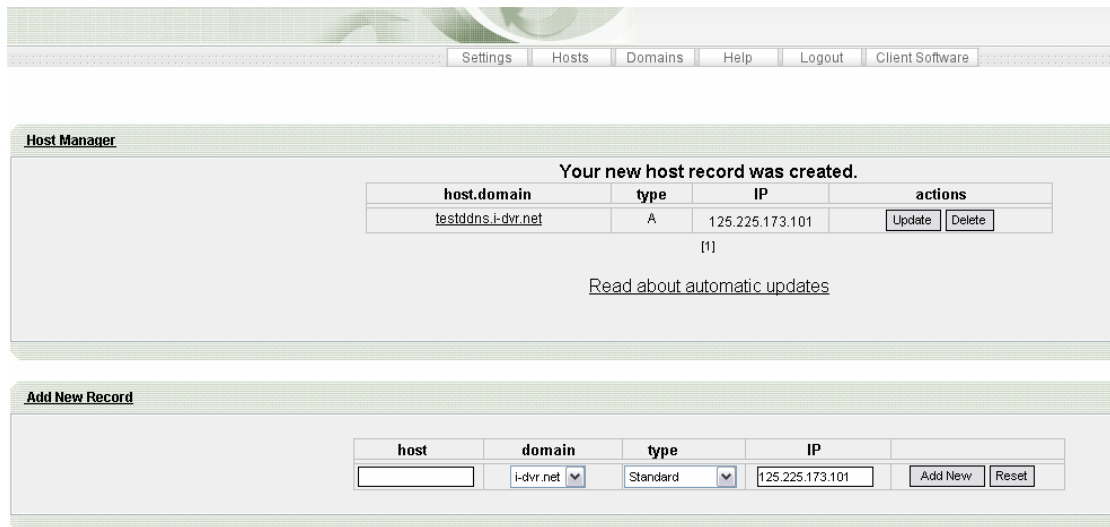 Settings Hosts Domains Help Logout Client Software
Host Manager
Your new host record was created.
host.domain type IP actions
testddns.i-dvr.net A 125.225.173.101 Update Delete
[1]
Read about automatic updates
Add New Record
host domain type IP
i-dvr.net Standard 125.225.173.101 Add New Reset